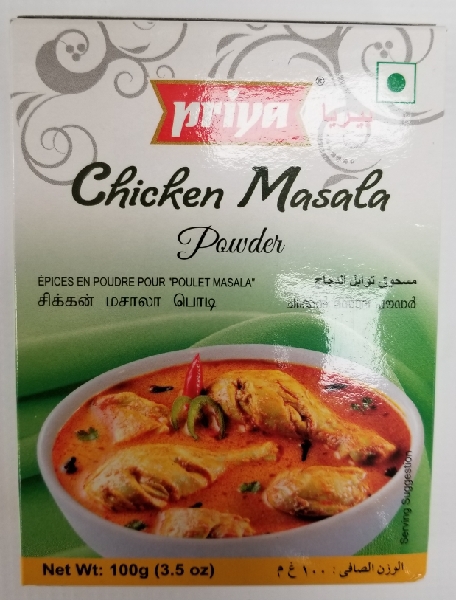 priya®
Chicken Masala
Powder
ÉPICES EN POUDRE POUR "POULET MASALA"
مسحوق توابل الدجاج
சிக்கன் மசாலா பொடி
Serving Suggestion
Net Wt: 100g (3.5 oz)
الوزن الصافي : ١٠٠ غ م